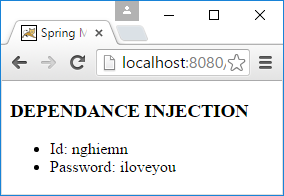 Spring M
localhost:8080/
DEPENDANCE INJECTION
Id: nghiemn
Password: iloveyou